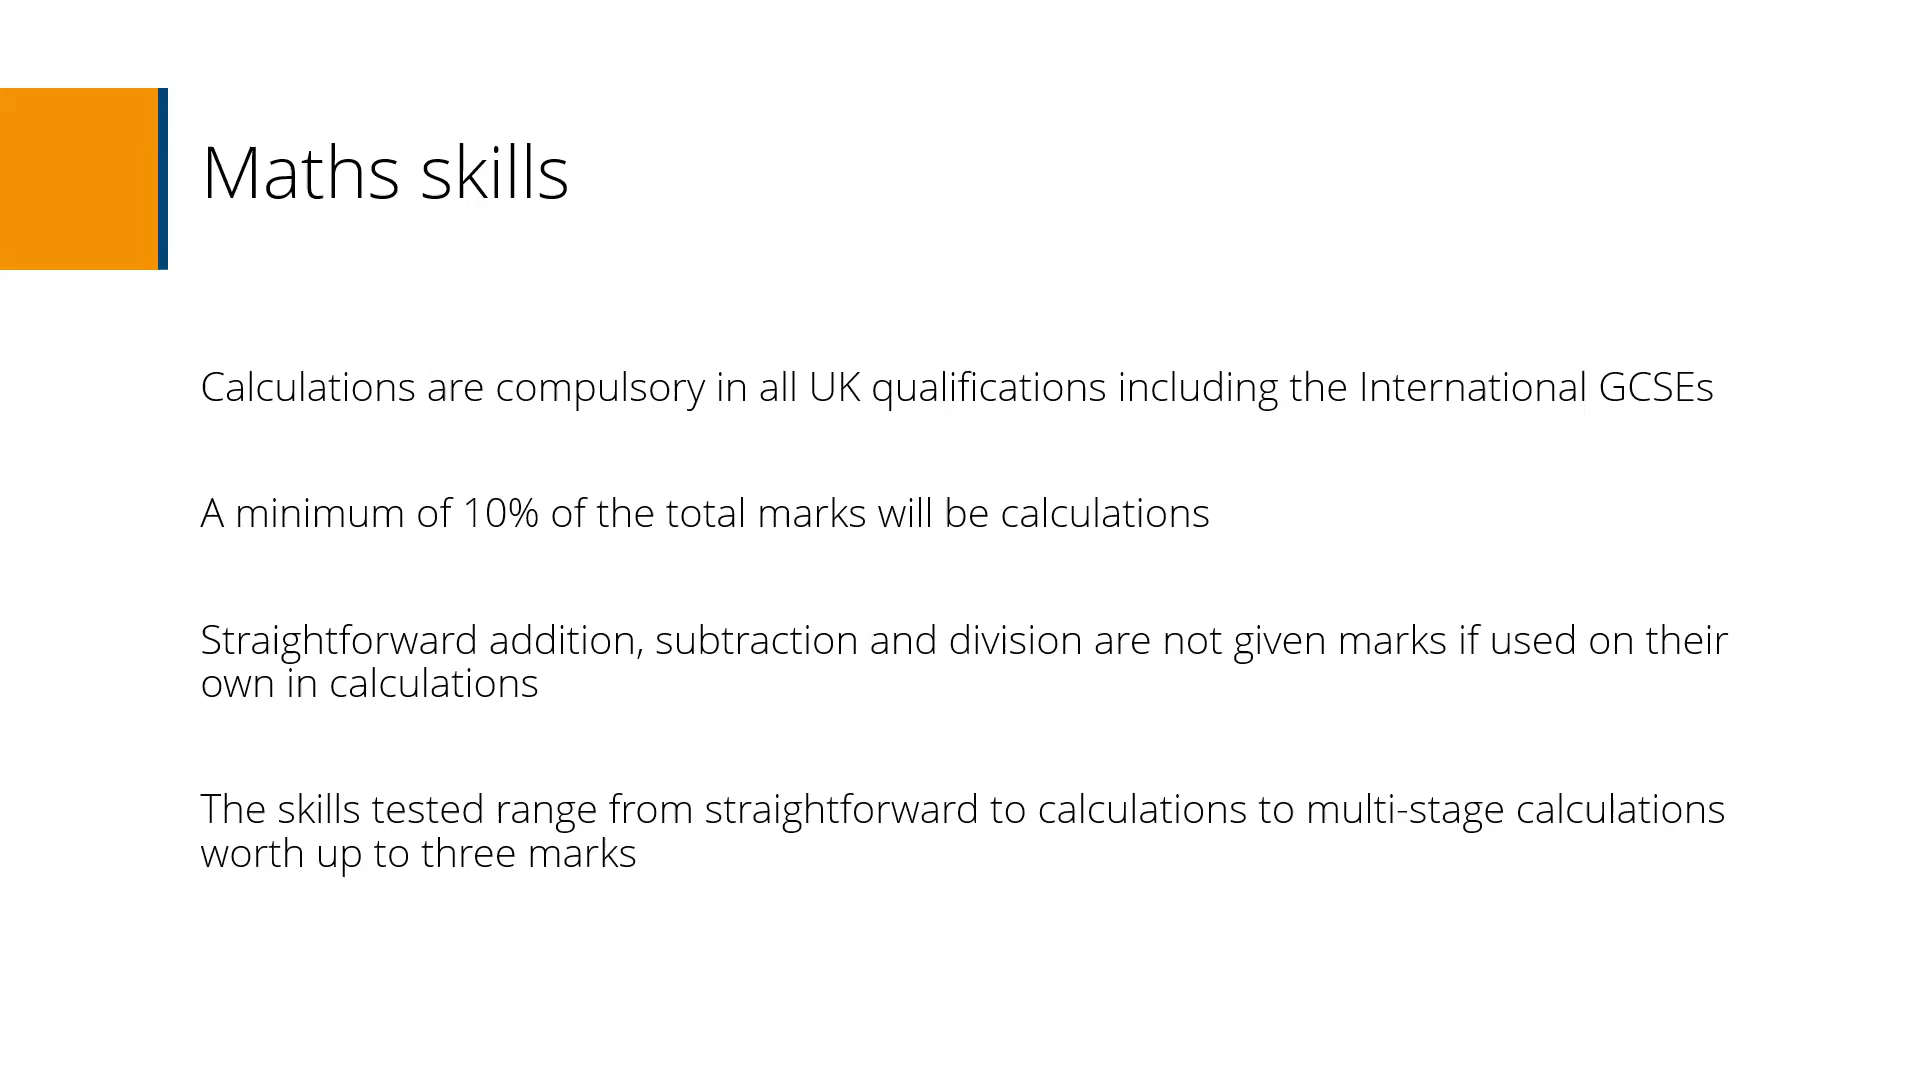 Maths skills
Calculations are compulsory in all UK qualifications including the International GCSEs
A minimum of 10% of the total marks will be calculations
Straightforward addition, subtraction and division are not given marks if used on their
own in calculations
The skills tested range from straightforward to calculations to multi-stage calculations
worth up to three marks